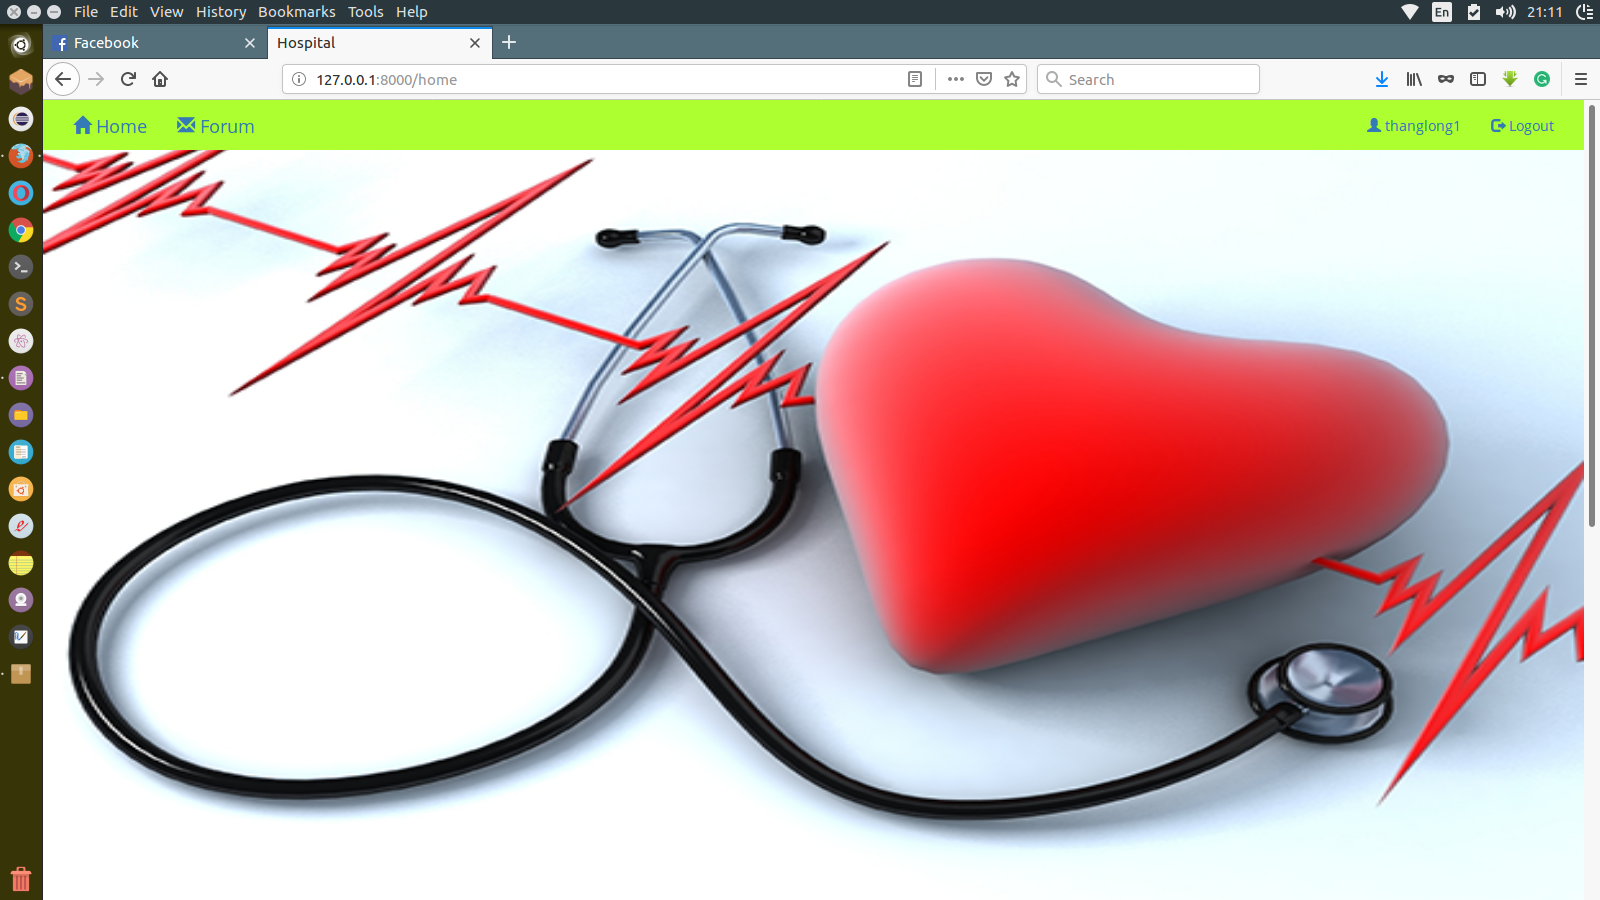 File Edit View History Bookmarks Tools Help
En
21:11
Facebook
Hospital
127.0.0.1:8000/home
Search
Home
Forum
thanglong1
Logout